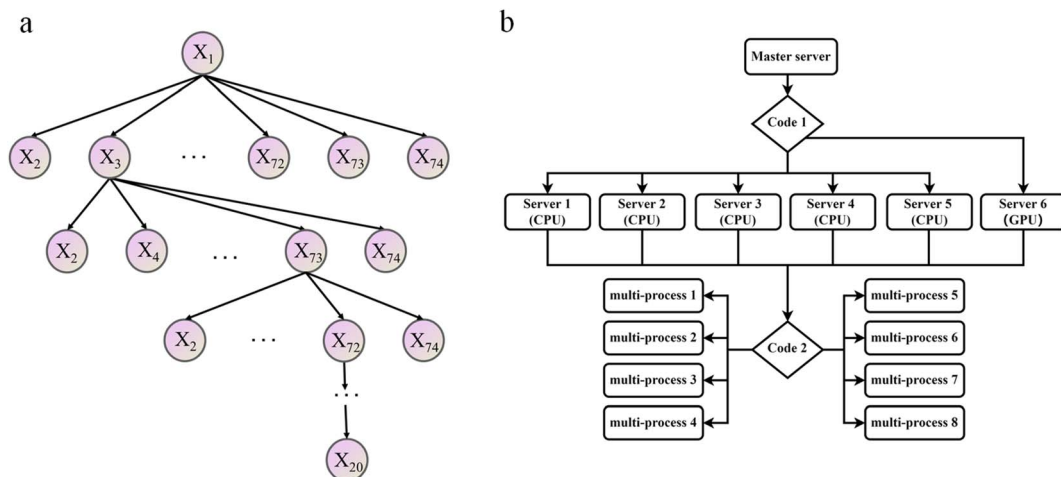 a
X₁
X₂ X₃ ... X₇₂ X₇₃ X₇₄
X₂ X₄ ... X₇₃ X₇₄
X₂ ... X₇₂ X₇₄
...
X₂₀
b
Master server
Code 1
Server 1
(CPU)
Server 2
(CPU)
Server 3
(CPU)
Server 4
(CPU)
Server 5
(CPU)
Server 6
(GPU)
multi-process 1
multi-process 2
multi-process 3
multi-process 4
Code 2
multi-process 5
multi-process 6
multi-process 7
multi-process 8